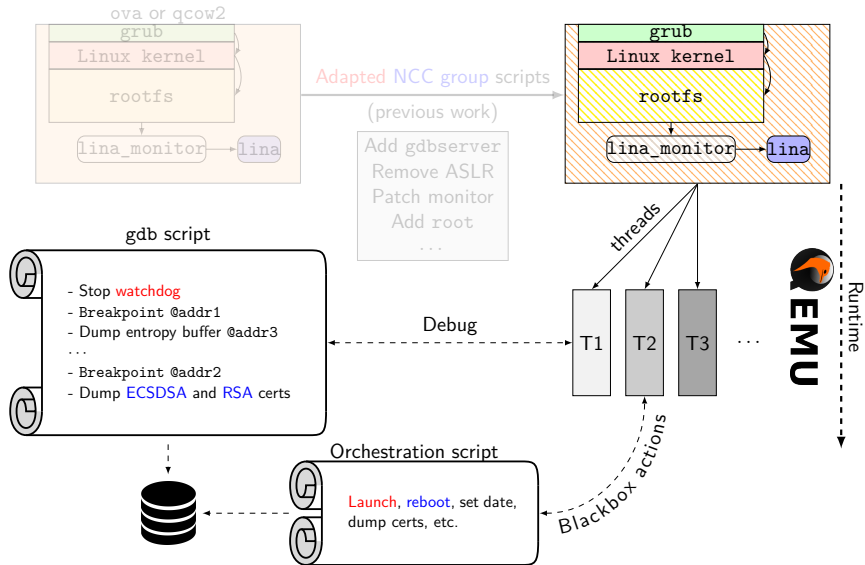 ova or qcow2
grub
Linux kernel
rootfs
lina_monitor
lina
Adapted NCC group scripts
(previous work)
Add gdbserver
Remove ASLR
Patch monitor
Add root
...
grub
Linux kernel
rootfs
lina_monitor
lina
threads
T1
T2
T3
...
QEMU
Runtime
gdb script
- Stop watchdog
- Breakpoint @addr1
- Dump entropy buffer @addr3
...
- Breakpoint @addr2
- Dump ECSDSA and RSA certs
Debug
Blackbox actions
Orchestration script
Launch, reboot, set date,
dump certs, etc.